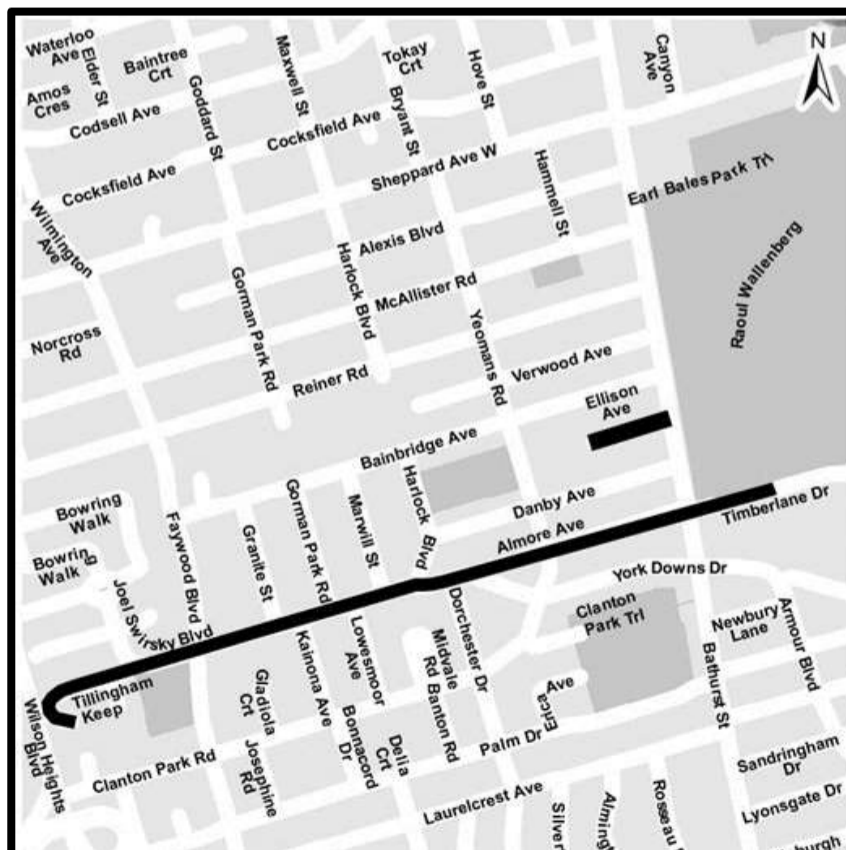 Waterloo
Ave
Elder St
Baintree
Crt
Maxwell St
Tokay
Crt
Hove St
Canyon
Ave
N
Amos
Cres
Codsell Ave
Goddard St
Cocksfield Ave
Bryant St
Cocksfield Ave
Sheppard Ave W
Hammell St
Earl Bales Park Trl
Wilmington
Ave
Alexis Blvd
Harlock Blvd
Gorman Park Rd
McAllister Rd
Raoul Wallenberg
Norcross
Rd
Yeomans Rd
Reiner Rd
Verwood Ave
Ellison
Ave
Bainbridge Ave
Harlock Blvd
Bowring
Walk
Gorman Park Rd
Marwill St
Danby Ave
Faywood Blvd
Granite St
Almore Ave
Timberlane Dr
Bowring
Walk
York Downs Dr
Joel Swirsky Blvd
Dorchester Dr
Clanton
Park Trl
Newbury
Lane
Armour Blvd
Kainona Ave
Lowesmoor
Ave
Midvale
Rd
Banton Rd
Bathurst St
Tillingham
Keep
Gladiola
Crt
Erica Ave
Wilson Heights
Blvd
Bonnacord
Dr
Delia
Crt
Palm Dr
Clanton Park Rd
Josephine
Rd
Sandringham
Dr
Laurelcrest Ave
Silver
Alming
Rosseau
Lyonsgate Dr
burgh